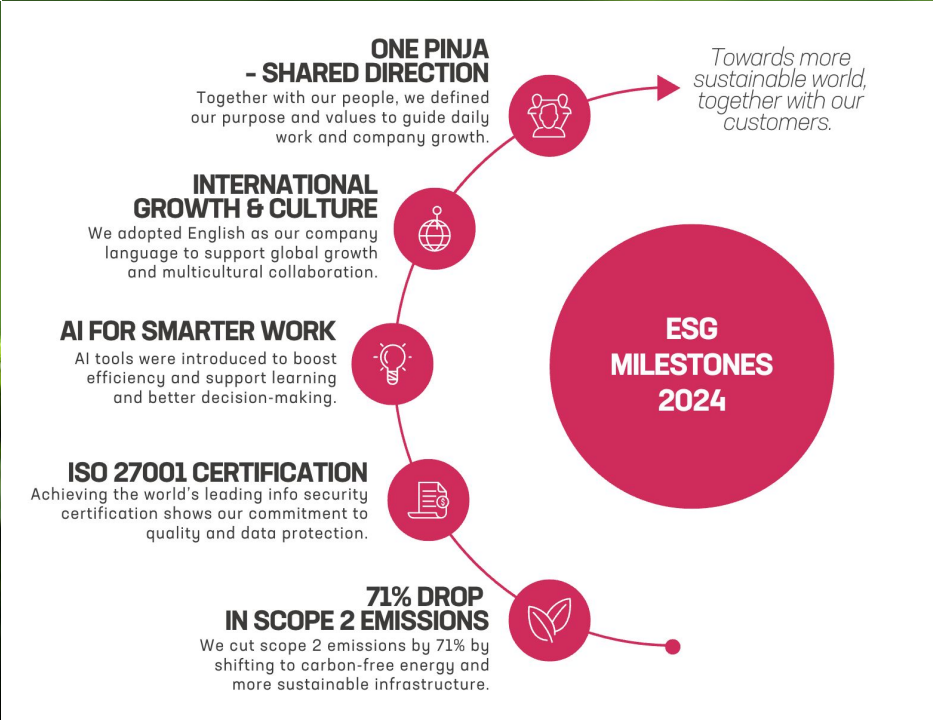 ONE PINJA
- SHARED DIRECTION
Together with our people, we defined
our purpose and values to guide daily
work and company growth.
Towards more
sustainable world,
together with our
customers.
INTERNATIONAL
GROWTH & CULTURE
We adopted English as our company
language to support global growth
and multicultural collaboration.
AI FOR SMARTER WORK
AI tools were introduced to boost
efficiency and support learning
and better decision-making.
ESG
MILESTONES
2024
ISO 27001 CERTIFICATION
Achieving the world's leading info security
certification shows our commitment to
quality and data protection.
71% DROP
IN SCOPE 2 EMISSIONS
We cut scope 2 emissions by 71% by
shifting to carbon-free energy and
more sustainable infrastructure.